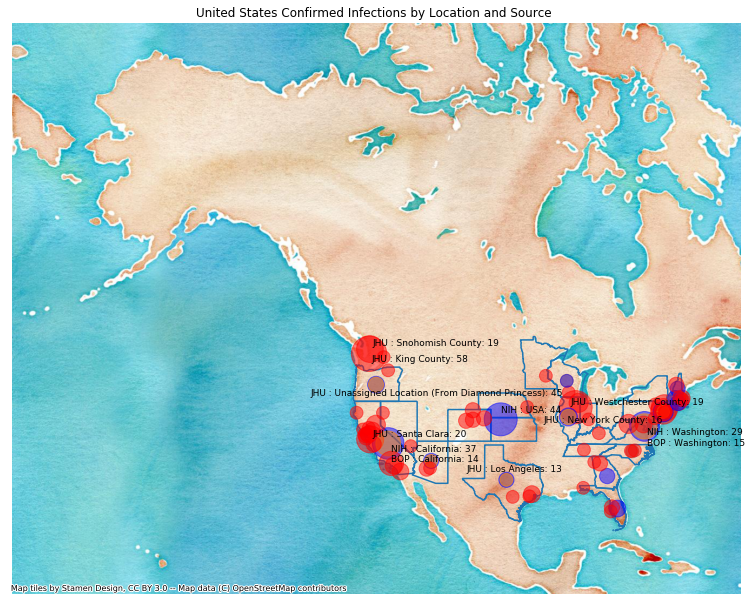 United States Confirmed Infections by Location and Source
JHU : Snohomish County: 19
JHU : King County: 58
JHU : Unassigned Location (From Diamond Princess): 45
JHU : Westchester County: 19
NIH : USA: 44
JHU : New York County: 16
NIH : Washington: 29
JHU : Santa Clara: 20
BOP : Washington: 15
NIH : California: 37
BOP : California: 14
JHU : Los Angeles: 13
Map tiles by Stamen Design, CC BY 3.0 -- Map data (C) OpenStreetMap contributors